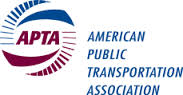 APTA
AMERICAN
PUBLIC
TRANSPORTATION
ASSOCIATION